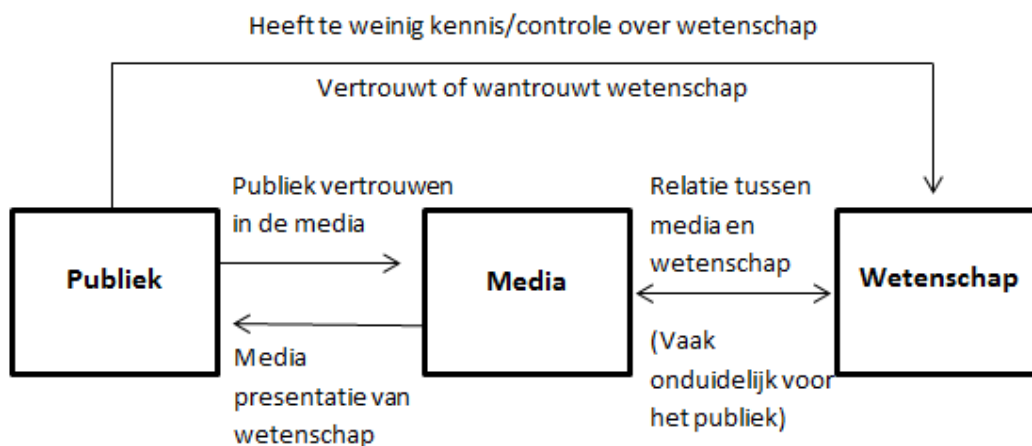 Heeft te weinig kennis/controle over wetenschap
Vertrouwt of wantrouwt wetenschap
Publiek vertrouwen
in de media
Relatie tussen
media en
wetenschap
Publiek
Media
Wetenschap
Media
presentatie van
wetenschap
(Vaak
onduidelijk voor
het publiek)